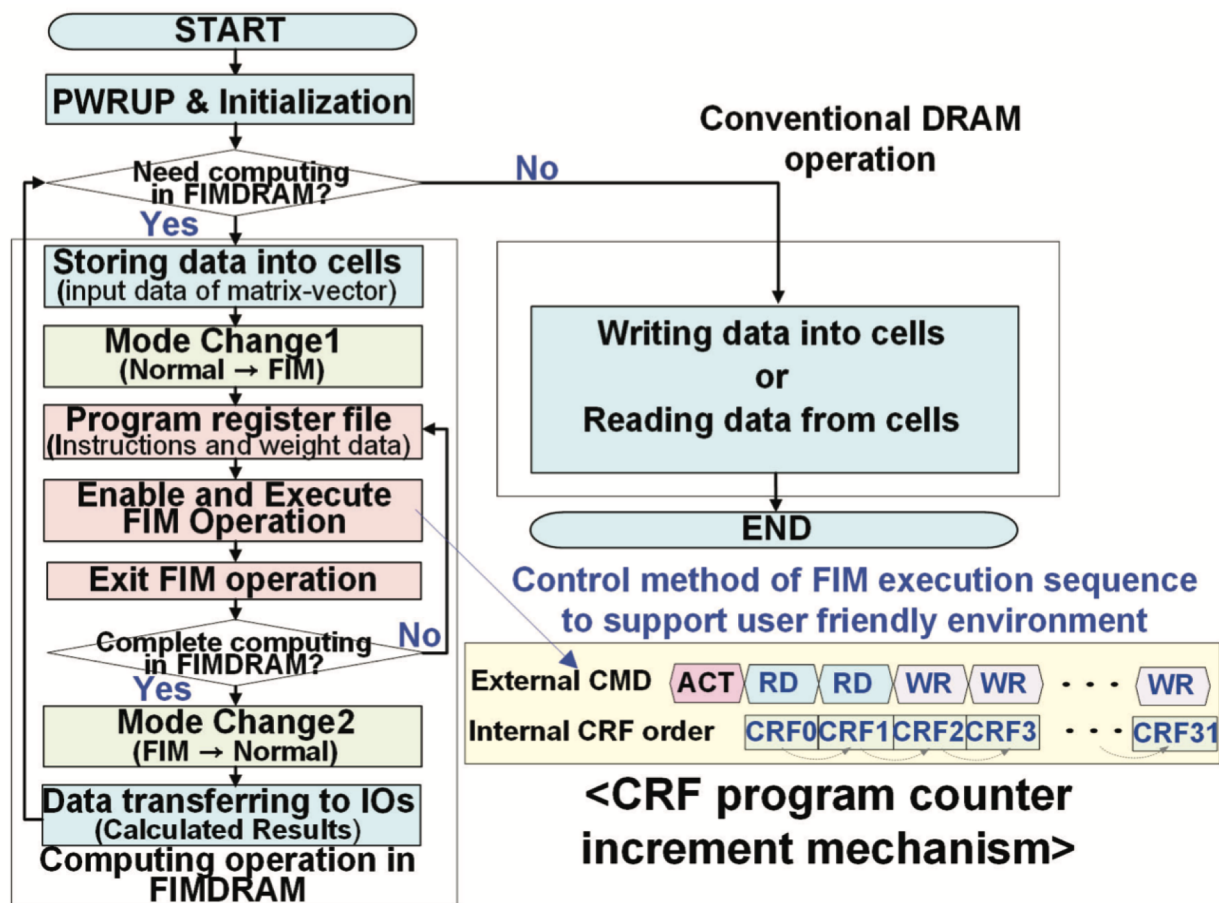 START
PWRUP & Initialization
Need computing
in FIMDRAM?
No
Yes
Conventional DRAM
operation
Storing data into cells
(input data of matrix-vector)
Mode Change1
(Normal → FIM)
Program register file
(Instructions and weight data)
Enable and Execute
FIM Operation
Exit FIM operation
Complete computing
in FIMDRAM?
No
Yes
Mode Change2
(FIM → Normal)
Data transferring to IOs
(Calculated Results)
Computing operation in
FIMDRAM
Writing data into cells
or
Reading data from cells
END
Control method of FIM execution sequence
to support user friendly environment
External CMD ACT RD RD WR WR · · · WR
Internal CRF order CRF0 CRF1 CRF2 CRF3 · · · CRF31
<CRF program counter
increment mechanism>